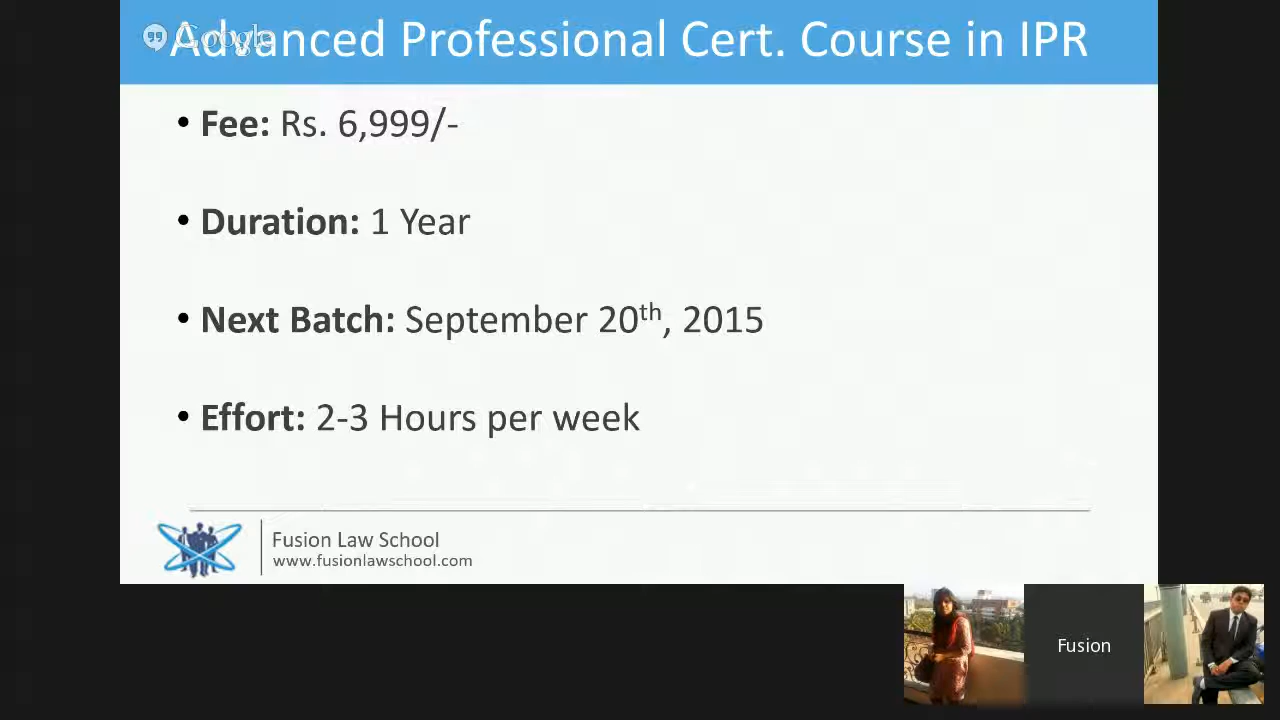 Google
Advanced Professional Cert. Course in IPR
• Fee: Rs. 6,999/-
• Duration: 1 Year
• Next Batch: September 20th, 2015
• Effort: 2-3 Hours per week
Fusion Law School
www.fusionlawschool.com
Fusion